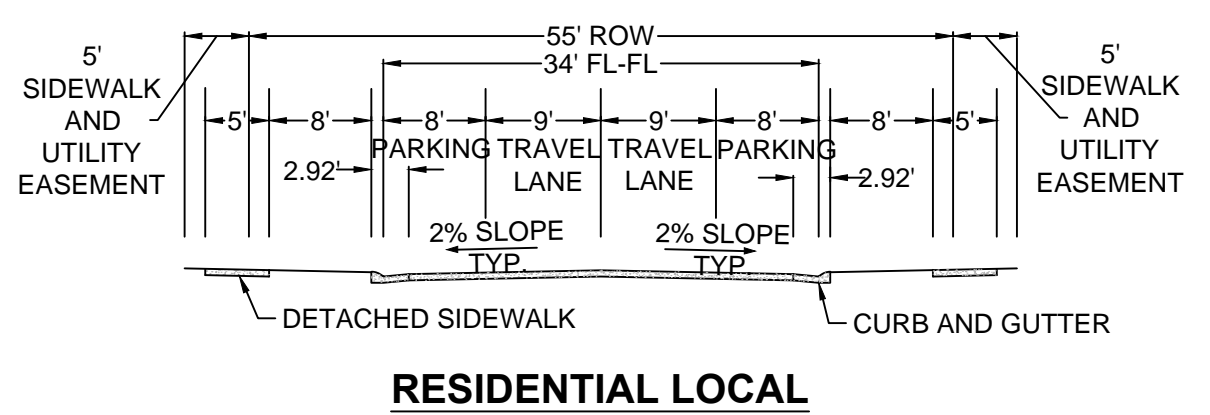 55' ROW
34' FL-FL
5'
SIDEWALK
AND
UTILITY
EASEMENT
5'
SIDEWALK
AND
UTILITY
EASEMENT
5' 8' 8' 9' 9' 8' 8' 5'
PARKING TRAVEL LANE TRAVEL LANE PARKING
2.92' 2.92'
2% SLOPE TYP. 2% SLOPE TYP.
DETACHED SIDEWALK
CURB AND GUTTER
RESIDENTIAL LOCAL